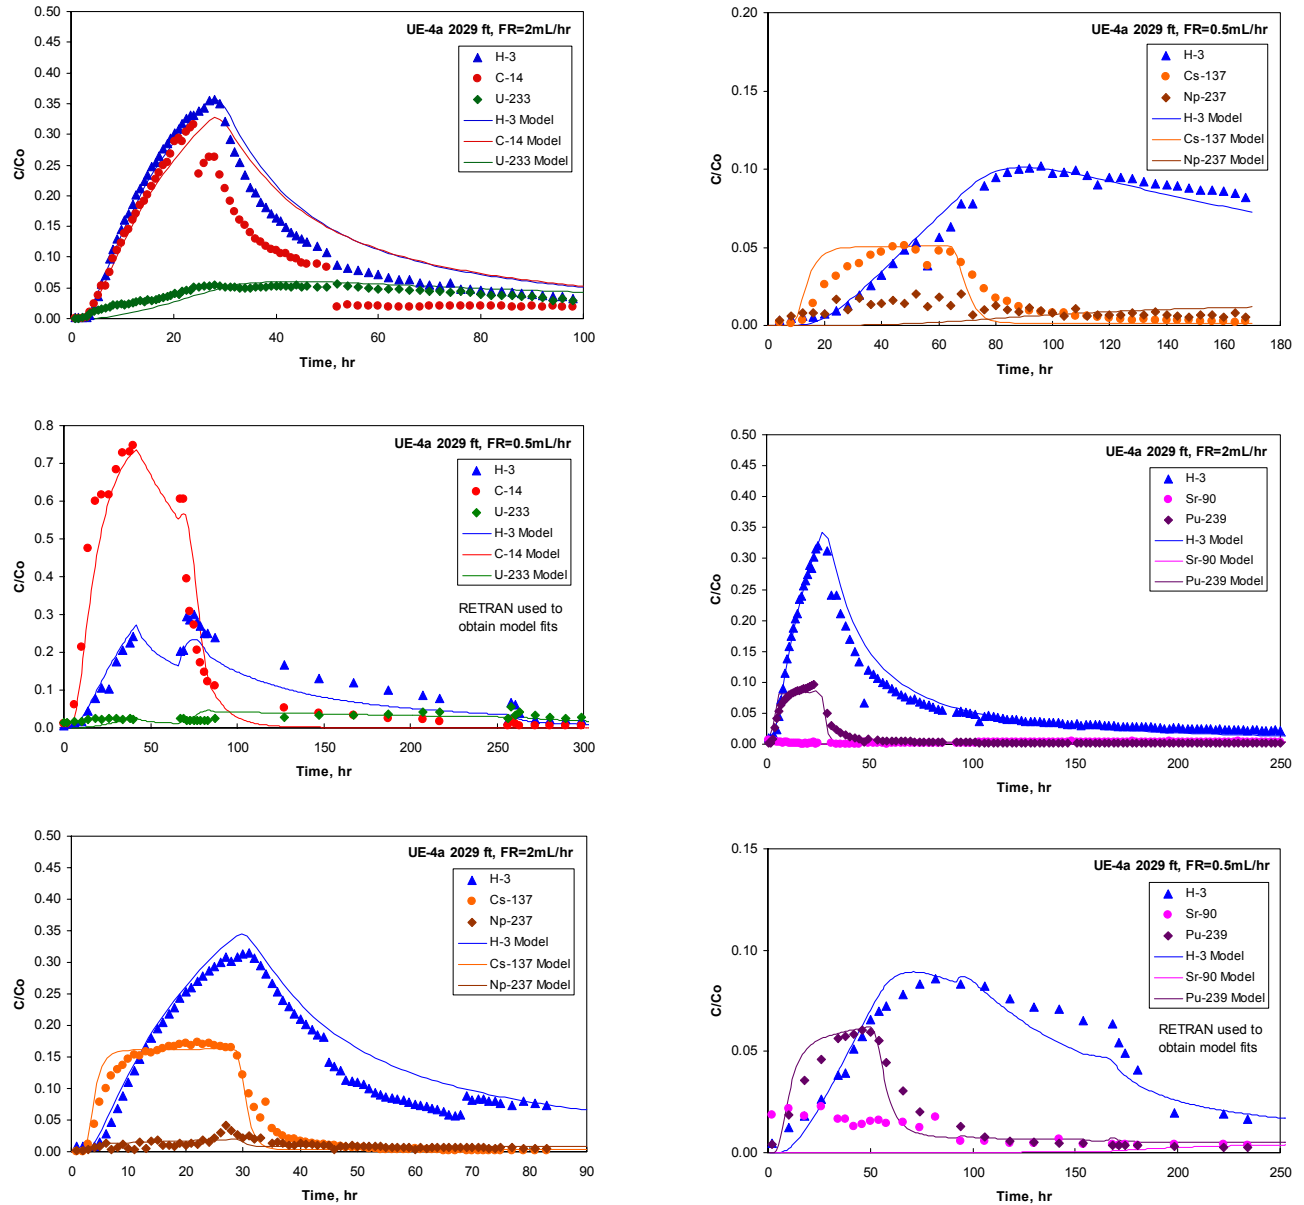 UE-4a 2029 ft, FR=2mL/hr
H-3
C-14
U-233
H-3 Model
C-14 Model
U-233 Model
C/Co
0.50
0.45
0.40
0.35
0.30
0.25
0.20
0.15
0.10
0.05
0.00
0 20 40 60 80 100
Time, hr
UE-4a 2029 ft, FR=0.5mL/hr
H-3
Cs-137
Np-237
H-3 Model
Cs-137 Model
Np-237 Model
C/Co
0.20
0.15
0.10
0.05
0.00
0 20 40 60 80 100 120 140 160 180
Time, hr
UE-4a 2029 ft, FR=0.5mL/hr
H-3
C-14
U-233
H-3 Model
C-14 Model
U-233 Model
RETRAN used to
obtain model fits
C/Co
0.8
0.7
0.6
0.5
0.4
0.3
0.2
0.1
0.0
0 50 100 150 200 250 300
Time, hr
UE-4a 2029 ft, FR=2mL/hr
H-3
Sr-90
Pu-239
H-3 Model
Sr-90 Model
Pu-239 Model
C/Co
0.50
0.45
0.40
0.35
0.30
0.25
0.20
0.15
0.10
0.05
0.00
0 50 100 150 200 250
Time, hr
UE-4a 2029 ft, FR=2mL/hr
H-3
Cs-137
Np-237
H-3 Model
Cs-137 Model
Np-237 Model
C/Co
0.50
0.45
0.40
0.35
0.30
0.25
0.20
0.15
0.10
0.05
0.00
0 10 20 30 40 50 60 70 80 90
Time, hr
UE-4a 2029 ft, FR=0.5mL/hr
H-3
Sr-90
Pu-239
H-3 Model
Sr-90 Model
Pu-239 Model
RETRAN used to
obtain model fits
C/Co
0.15
0.10
0.05
0.00
0 50 100 150 200 250
Time, hr